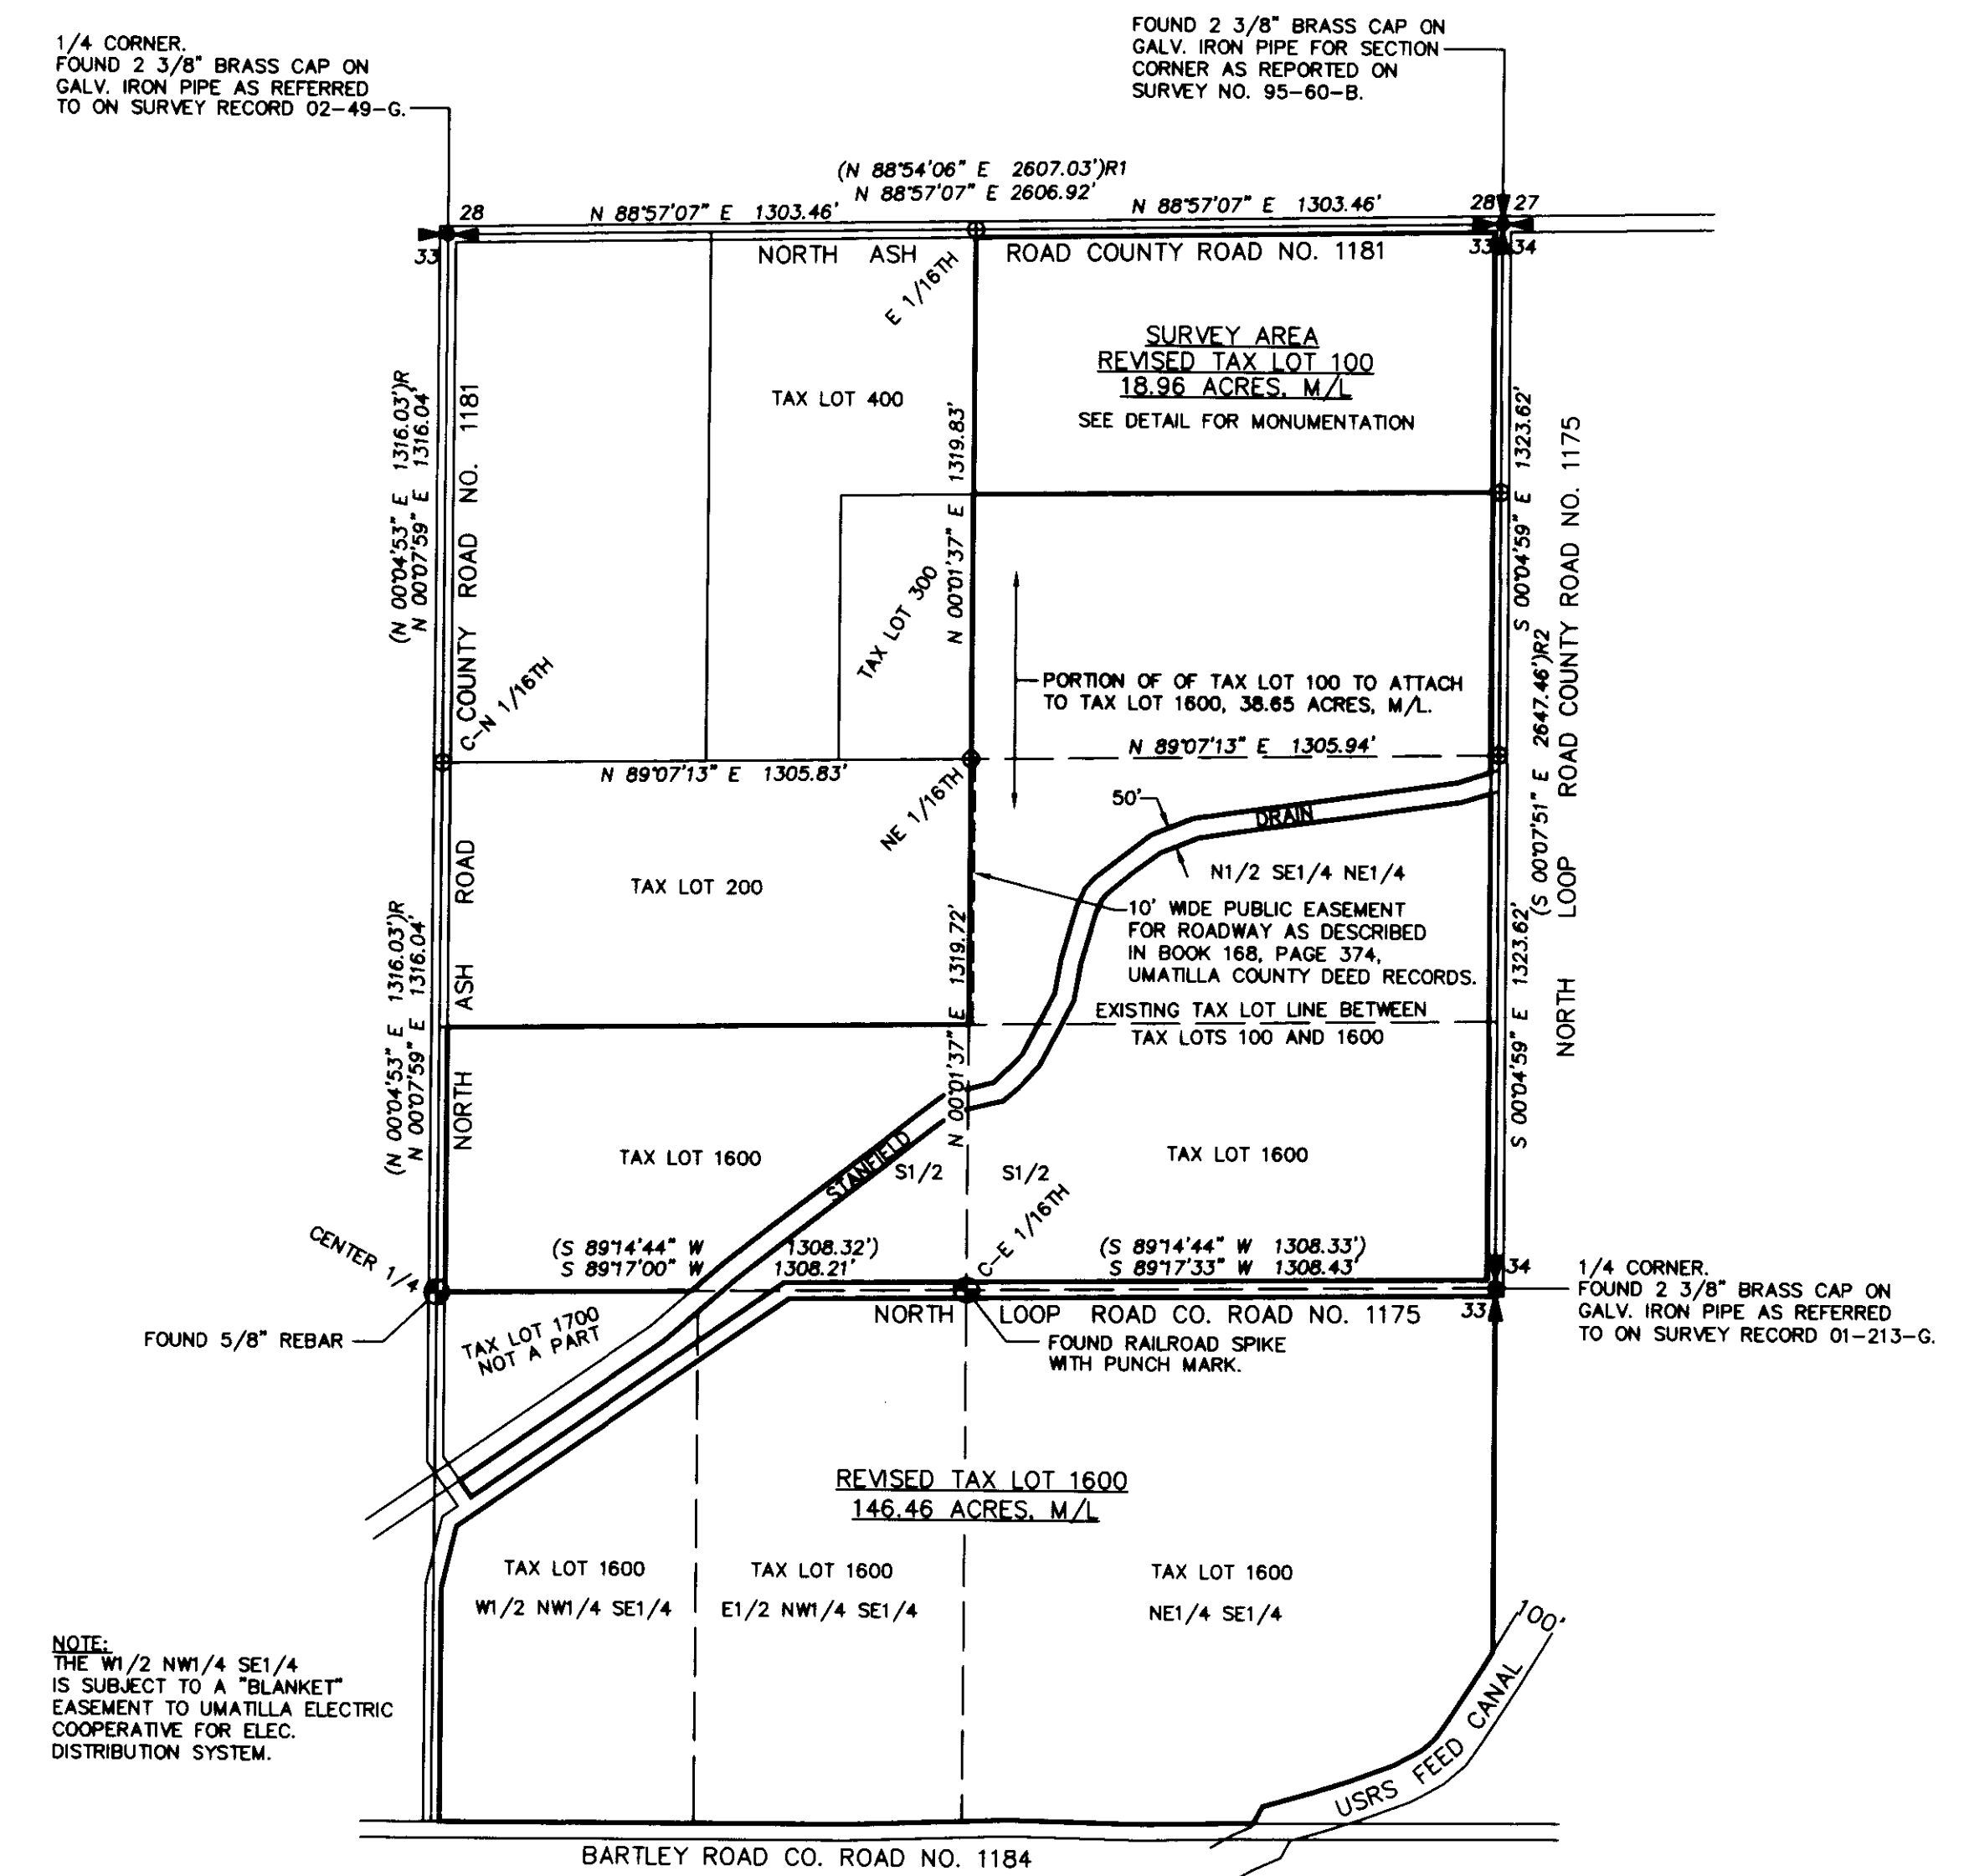 1/4 CORNER.
FOUND 2 3/8" BRASS CAP ON
GALV. IRON PIPE AS REFERRED
TO ON SURVEY RECORD 02-49-G.
FOUND 2 3/8" BRASS CAP ON
GALV. IRON PIPE FOR SECTION
CORNER AS REPORTED ON
SURVEY NO. 95-60-B.
(N 88°54'06" E 2607.03')R1
N 88°57'07" E 2606.92'
28
N 88°57'07" E 1303.46'
N 88°57'07" E 1303.46'
28 27
33
NORTH ASH ROAD COUNTY ROAD NO. 1181
33 34
E 1/16TH
SURVEY AREA
REVISED TAX LOT 100
18.96 ACRES, M/L
SEE DETAIL FOR MONUMENTATION
TAX LOT 400
(N 00°04'53" E 1316.03')R
N 00°07'59" E 1316.04'
NORTH ASH ROAD COUNTY ROAD NO. 1181
N 00°01'37" E 1319.83'
S 00°04'59" E 1323.62'
NORTH LOOP ROAD COUNTY ROAD NO. 1175
TAX LOT 300
C-N 1/16TH
PORTION OF OF TAX LOT 100 TO ATTACH
TO TAX LOT 1600, 38.65 ACRES, M/L.
(S 00°07'51" E 2647.46')R2
N 89°07'13" E 1305.83'
N 89°07'13" E 1305.94'
NE 1/16TH
50'
DRAIN
N1/2 SE1/4 NE1/4
TAX LOT 200
10' WIDE PUBLIC EASEMENT
FOR ROADWAY AS DESCRIBED
IN BOOK 168, PAGE 374,
UMATILLA COUNTY DEED RECORDS.
(N 00°04'53" E 1316.03')R
N 00°07'59" E 1316.04'
N 00°01'37" E 1319.72'
S 00°04'59" E 1323.62'
EXISTING TAX LOT LINE BETWEEN
TAX LOTS 100 AND 1600
TAX LOT 1600
STANFIELD
S1/2
S1/2
TAX LOT 1600
C-E 1/16TH
CENTER 1/4
(S 89°14'44" W 1308.32')
S 89°17'00" W 1308.21'
(S 89°14'44" W 1308.33')
S 89°17'33" W 1308.43'
34
33
1/4 CORNER.
FOUND 2 3/8" BRASS CAP ON
GALV. IRON PIPE AS REFERRED
TO ON SURVEY RECORD 01-213-G.
NORTH LOOP ROAD CO. ROAD NO. 1175
FOUND 5/8" REBAR
TAX LOT 1700
NOT A PART
FOUND RAILROAD SPIKE
WITH PUNCH MARK.
REVISED TAX LOT 1600
146.46 ACRES, M/L
TAX LOT 1600
W1/2 NW1/4 SE1/4
TAX LOT 1600
E1/2 NW1/4 SE1/4
TAX LOT 1600
NE1/4 SE1/4
100'
USRS FEED CANAL
NOTE:
THE W1/2 NW1/4 SE1/4
IS SUBJECT TO A "BLANKET"
EASEMENT TO UMATILLA ELECTRIC
COOPERATIVE FOR ELEC.
DISTRIBUTION SYSTEM.
BARTLEY ROAD CO. ROAD NO. 1184